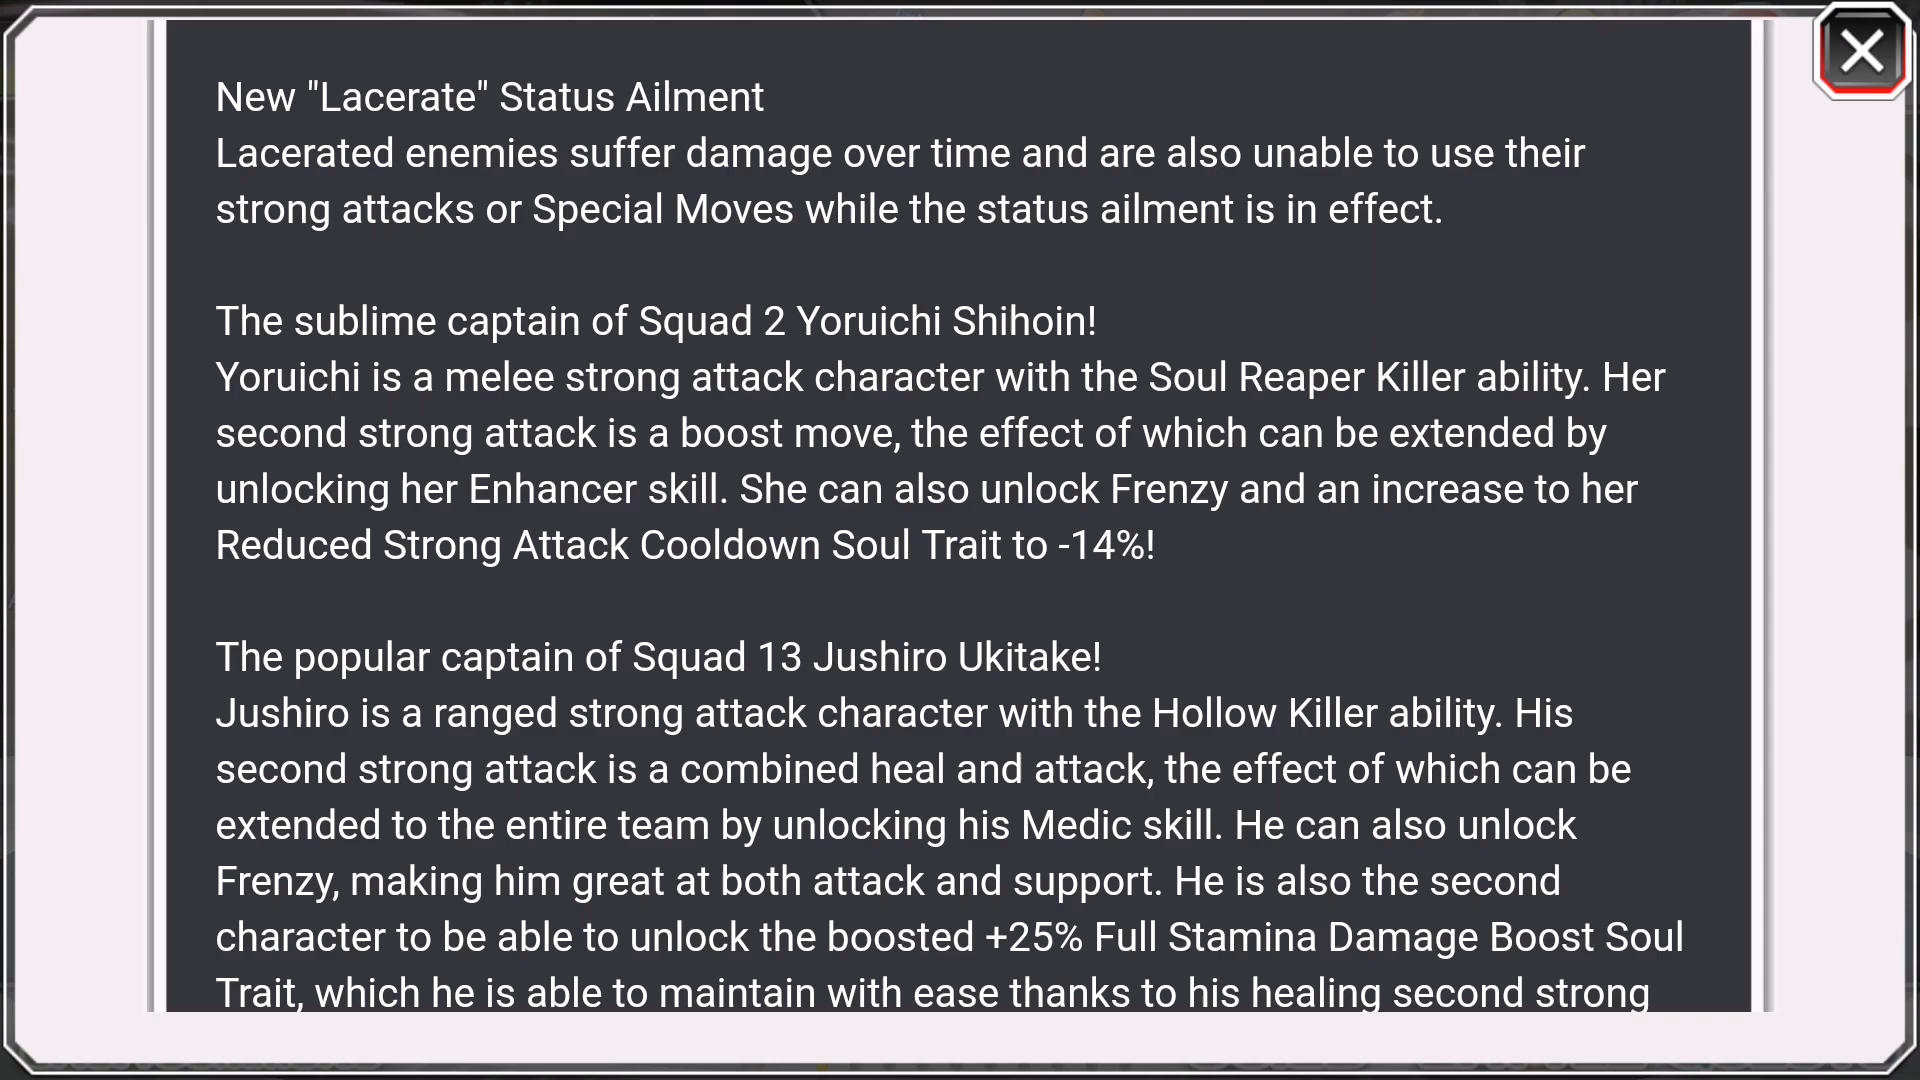 New "Lacerate" Status Ailment
Lacerated enemies suffer damage over time and are also unable to use their
strong attacks or Special Moves while the status ailment is in effect.
The sublime captain of Squad 2 Yoruichi Shihoin!
Yoruichi is a melee strong attack character with the Soul Reaper Killer ability. Her
second strong attack is a boost move, the effect of which can be extended by
unlocking her Enhancer skill. She can also unlock Frenzy and an increase to her
Reduced Strong Attack Cooldown Soul Trait to -14%!
The popular captain of Squad 13 Jushiro Ukitake!
Jushiro is a ranged strong attack character with the Hollow Killer ability. His
second strong attack is a combined heal and attack, the effect of which can be
extended to the entire team by unlocking his Medic skill. He can also unlock
Frenzy, making him great at both attack and support. He is also the second
character to be able to unlock the boosted +25% Full Stamina Damage Boost Soul
Trait, which he is able to maintain with ease thanks to his healing second strong